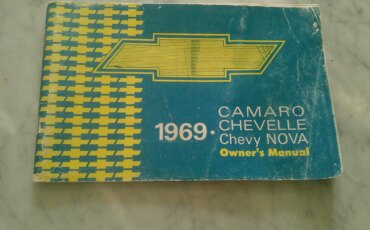 CAMARO
CHEVELLE
1969· Chevy NOVA
Owner's Manual